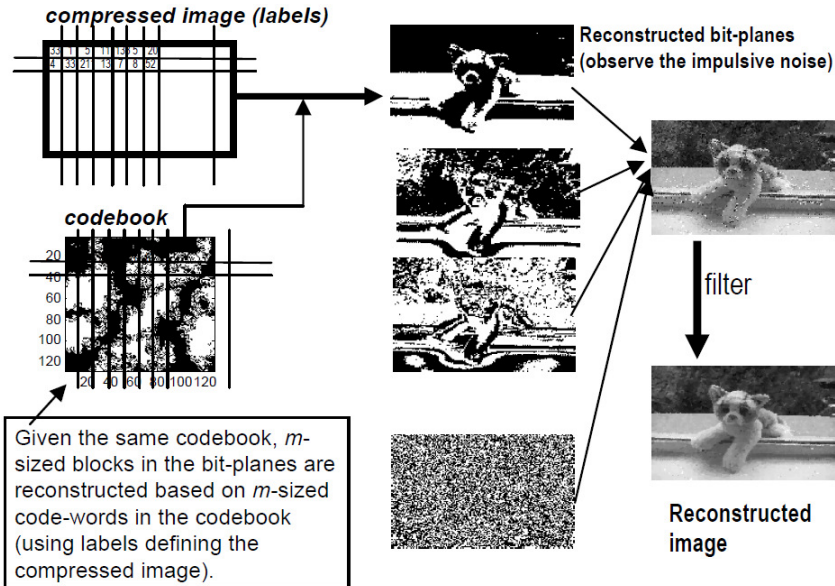 compressed image (labels)
33 1 5 11 135 5 20
4 33 21 13 7 8 52
Reconstructed bit-planes
(observe the impulsive noise)
codebook
20
40
60
80
100
120
20 40 60 80 100 120
filter
Given the same codebook, m-
sized blocks in the bit-planes are
reconstructed based on m-sized
code-words in the codebook
(using labels defining the
compressed image).
Reconstructed
image